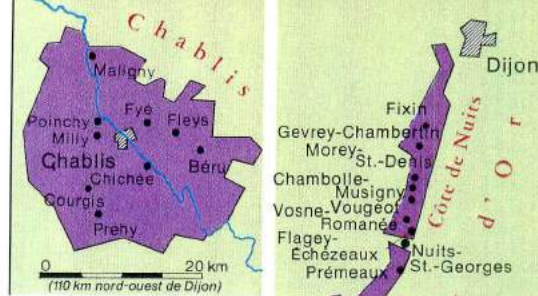 Chablis
Maligny
Poinchy
Fyé
Fleys
Milly
Chablis
Béru
Chichée
Courgis
Prehy
0 20 km
(110 km nord-ouest de Dijon)
Dijon
Fixin
Gevrey-Chambertin
Morey-
St.-Denis
Chambolle-
Musigny
Vougeot
Vosne-
Romanée
Flagey-
Échézeaux
Nuits-
St.-Georges
Prémeaux
Côte de Nuits
d'Or